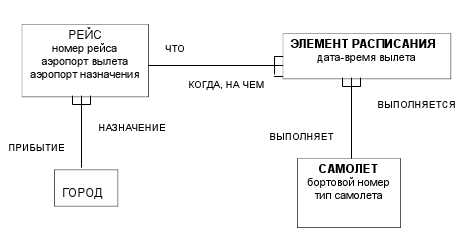 РЕЙС
номер рейса
аэропорт вылета
аэропорт назначения
ЧТО
КОГДА, НА ЧЕМ
ЭЛЕМЕНТ РАСПИСАНИЯ
дата-время вылета
ВЫПОЛНЯЕТСЯ
НАЗНАЧЕНИЕ
ПРИБЫТИЕ
ВЫПОЛНЯЕТ
ГОРОД
САМОЛЕТ
бортовой номер
тип самолета